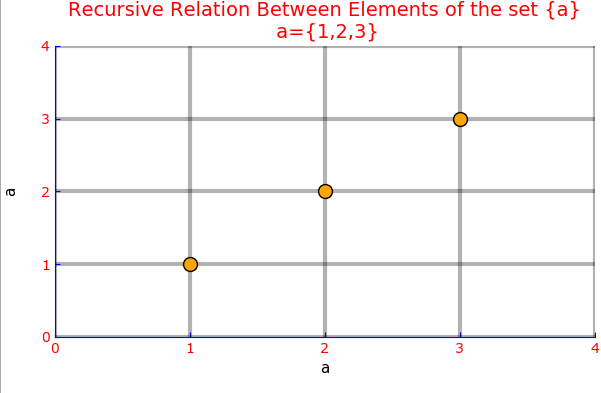 Recursive Relation Between Elements of the set {a}
a={1,2,3}
4
3
2
1
0
a
0 1 2 3 4
a